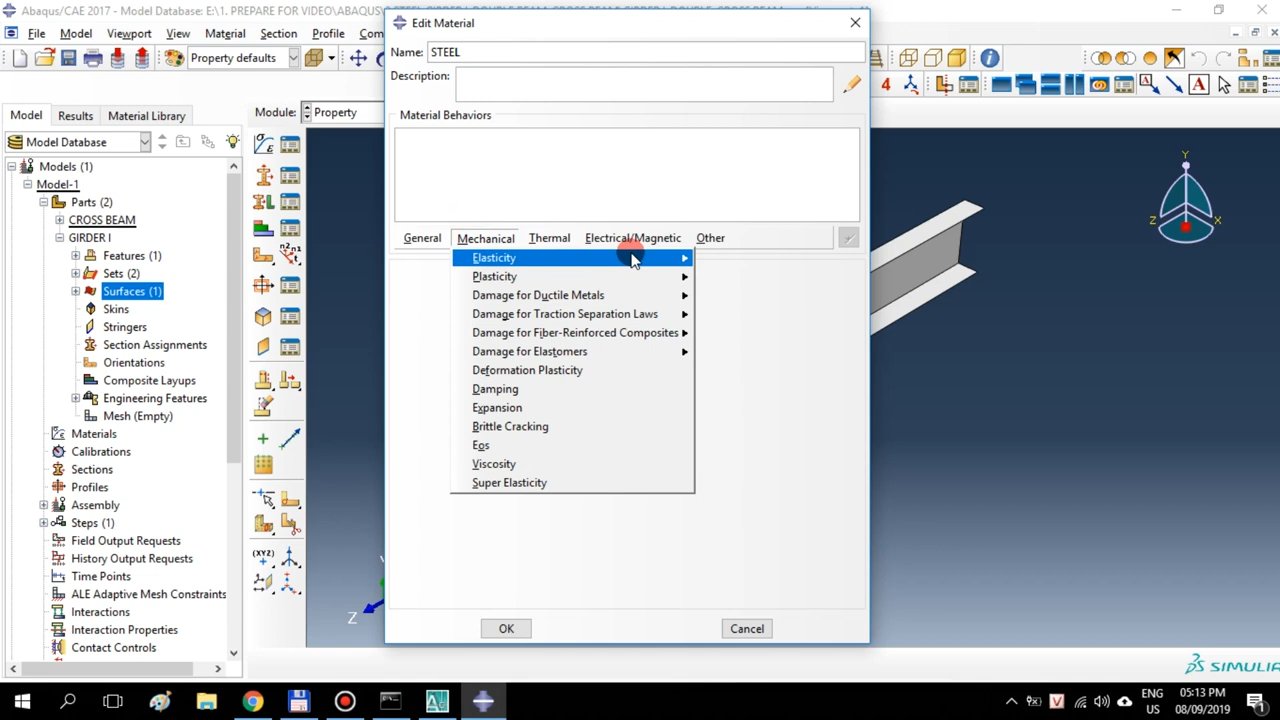 Abaqus/CAE 2017 - Model Database: E:\1. PREPARE FOR VIDEO\ABAQUS\
Edit Material
File Model Viewport View Material Section Profile
Name: STEEL
Property defaults
Description:
4
Model Results Material Library
Module: Property
Material Behaviors
Model Database
Models (1)
Model-1
Parts (2)
CROSS BEAM
GIRDER I
Features (1)
Sets (2)
Surfaces (1)
Skins
Stringers
Section Assignments
Orientations
Composite Layups
Engineering Features
Mesh (Empty)
Materials
Calibrations
Sections
Profiles
Assembly
Steps (1)
Field Output Requests
History Output Requests
Time Points
ALE Adaptive Mesh Constraints
Interactions
Interaction Properties
Contact Controls
(XYZ)
General Mechanical Thermal Electrical/Magnetic Other
Elasticity
Plasticity
Damage for Ductile Metals
Damage for Traction Separation Laws
Damage for Fiber-Reinforced Composites
Damage for Elastomers
Deformation Plasticity
Damping
Expansion
Brittle Cracking
Eos
Viscosity
Super Elasticity
OK Cancel
Y
Z X
Z
SIMULIA
ENG
US
05:13 PM
08/09/2019